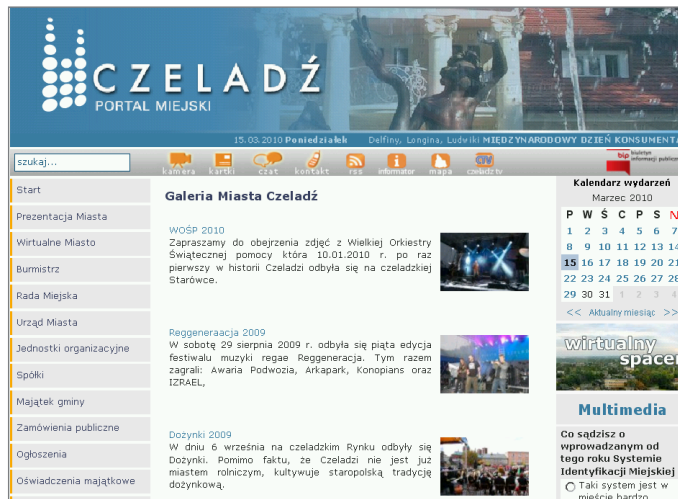 CZELADŹ
PORTAL MIEJSKI
15.03.2010 Poniedziałek Delfiny, Longina, Ludwiki MIĘDZYNARODOWY DZIEŃ KONSUMENTA
szukaj...
kamera kartki czat kontakt rss informator mapa czeladź tv
bip biuletyn informacji publicznej
Start
Prezentacja Miasta
Wirtualne Miasto
Burmistrz
Rada Miejska
Urząd Miasta
Jednostki organizacyjne
Spółki
Majątek gminy
Zamówienia publiczne
Ogłoszenia
Oświadczenia majątkowe
Galeria Miasta Czeladź
WOŚP 2010
Zapraszamy do obejrzenia zdjęć z Wielkiej Orkiestry
Świątecznej pomocy która 10.01.2010 r. po raz
pierwszy w historii Czeladzi odbyła się na czeladzkiej
Starówce.
Reggeneraacja 2009
W sobotę 29 sierpnia 2009 r. odbyła się piąta edycja
festiwalu muzyki regae Reggeneracja. Tym razem
zagrali: Awaria Podwozia, Arkapark, Konopians oraz
IZRAEL,
Dożynki 2009
W dniu 6 września na czeladzkim Rynku odbyły się
Dożynki. Pomimo faktu, że Czeladzi nie jest już
miastem rolniczym, kultywuje staropolską tradycję
dożynkową.
Kalendarz wydarzeń
Marzec 2010
P W Ś C P S N
1 2 3 4 5 6 7
8 9 10 11 12 13 14
15 16 17 18 19 20 21
22 23 24 25 26 27 28
29 30 31 1 2 3 4
<< Aktualny miesiąc >>
wirtualny
spacer
Multimedia
Co sądzisz o
wprowadzanym od
tego roku Systemie
Identyfikacji Miejskiej
Taki system jest w
mieście bardzo